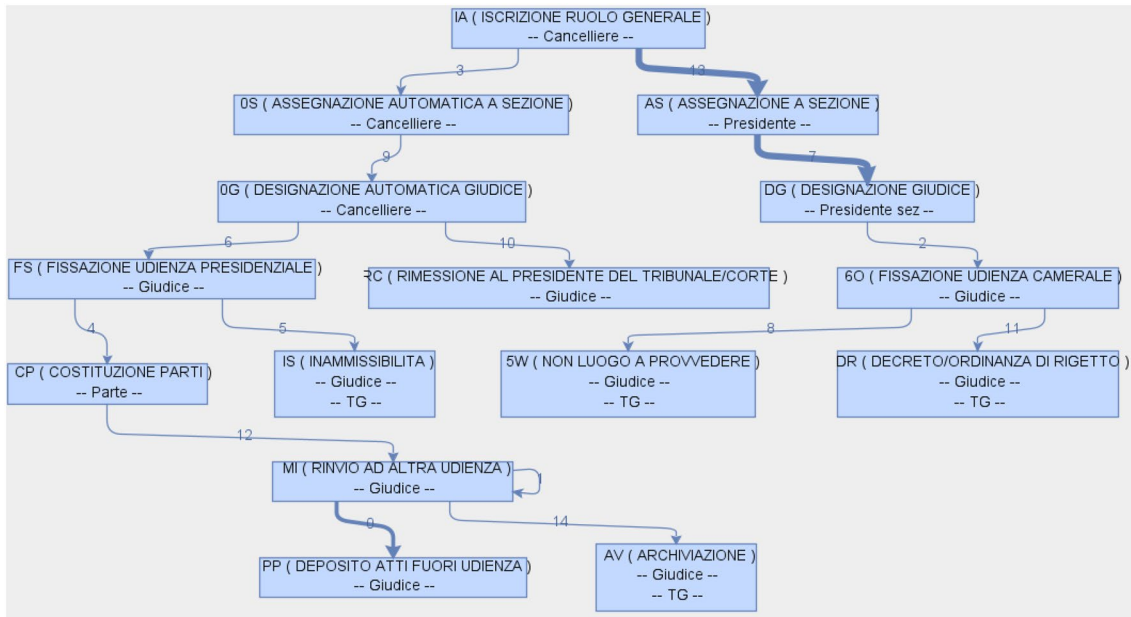 IA ( ISCRIZIONE RUOLO GENERALE )
-- Cancelliere --
3
13
0S ( ASSEGNAZIONE AUTOMATICA A SEZIONE )
-- Cancelliere --
AS ( ASSEGNAZIONE A SEZIONE )
-- Presidente --
9
7
0G ( DESIGNAZIONE AUTOMATICA GIUDICE )
-- Cancelliere --
DG ( DESIGNAZIONE GIUDICE )
-- Presidente sez --
6
10
2
FS ( FISSAZIONE UDIENZA PRESIDENZIALE )
-- Giudice --
RC ( RIMESSIONE AL PRESIDENTE DEL TRIBUNALE/CORTE )
-- Giudice --
6O ( FISSAZIONE UDIENZA CAMERALE )
-- Giudice --
4
5
8
11
CP ( COSTITUZIONE PARTI )
-- Parte --
IS ( INAMMISSIBILITA )
-- Giudice --
-- TG --
5W ( NON LUOGO A PROVVEDERE )
-- Giudice --
-- TG --
DR ( DECRETO/ORDINANZA DI RIGETTO )
-- Giudice --
-- TG --
12
MI ( RINVIO AD ALTRA UDIENZA )
-- Giudice --
1
0
14
PP ( DEPOSITO ATTI FUORI UDIENZA )
-- Giudice --
AV ( ARCHIVIAZIONE )
-- Giudice --
-- TG --